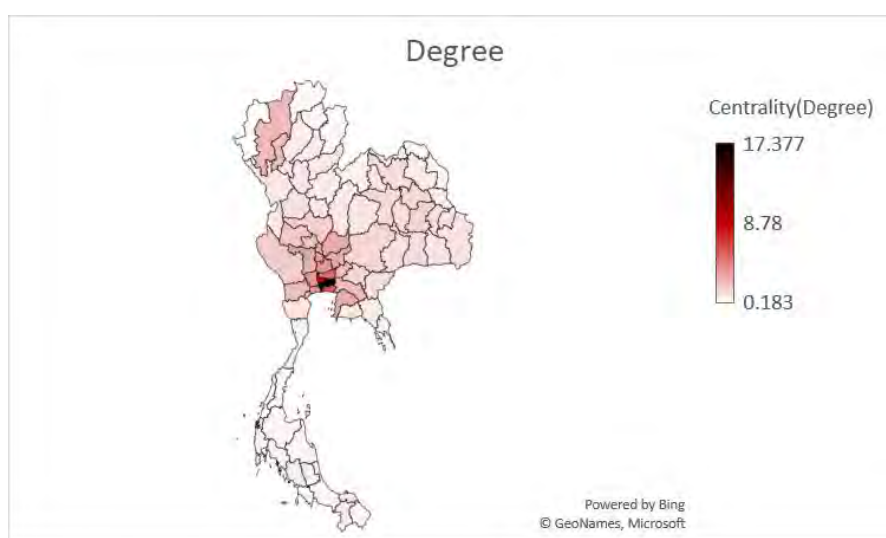 Degree
Centrality(Degree)
17.377
8.78
0.183
Powered by Bing
© GeoNames, Microsoft